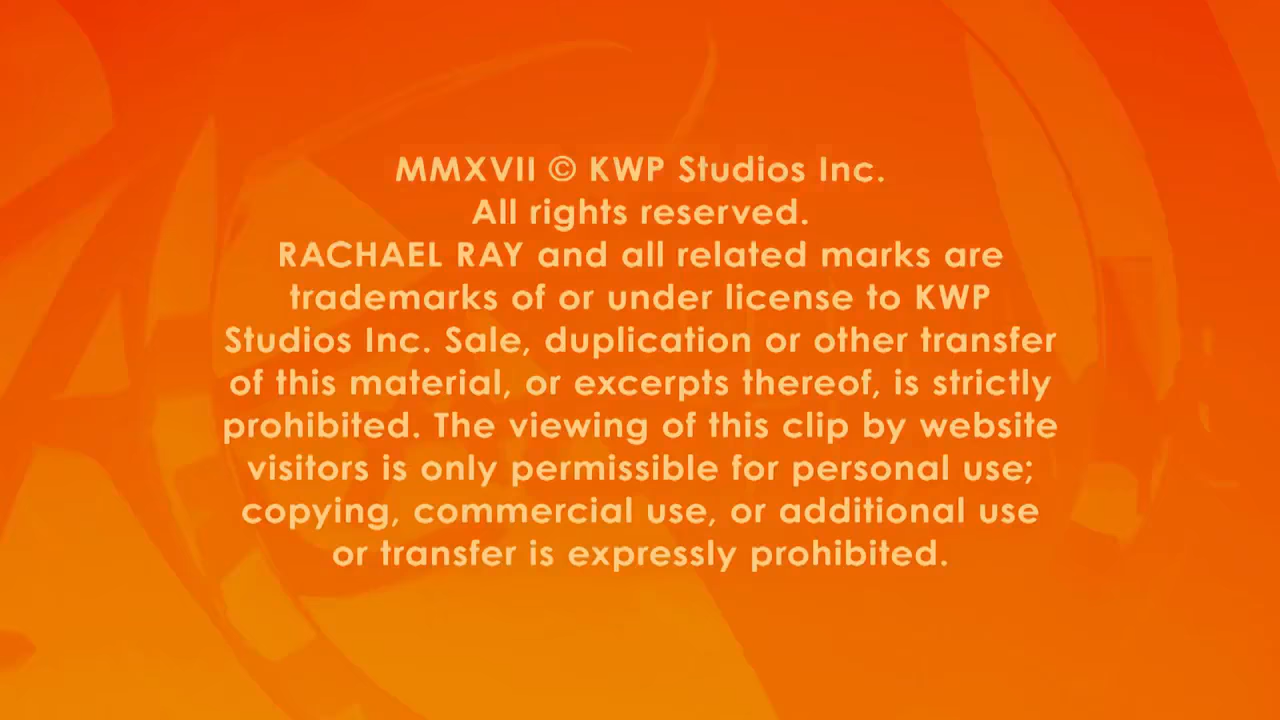 MMXVII © KWP Studios Inc.
All rights reserved.
RACHAEL RAY and all related marks are
trademarks of or under license to KWP
Studios Inc. Sale, duplication or other transfer
of this material, or excerpts thereof, is strictly
prohibited. The viewing of this clip by website
visitors is only permissible for personal use;
copying, commercial use, or additional use
or transfer is expressly prohibited.